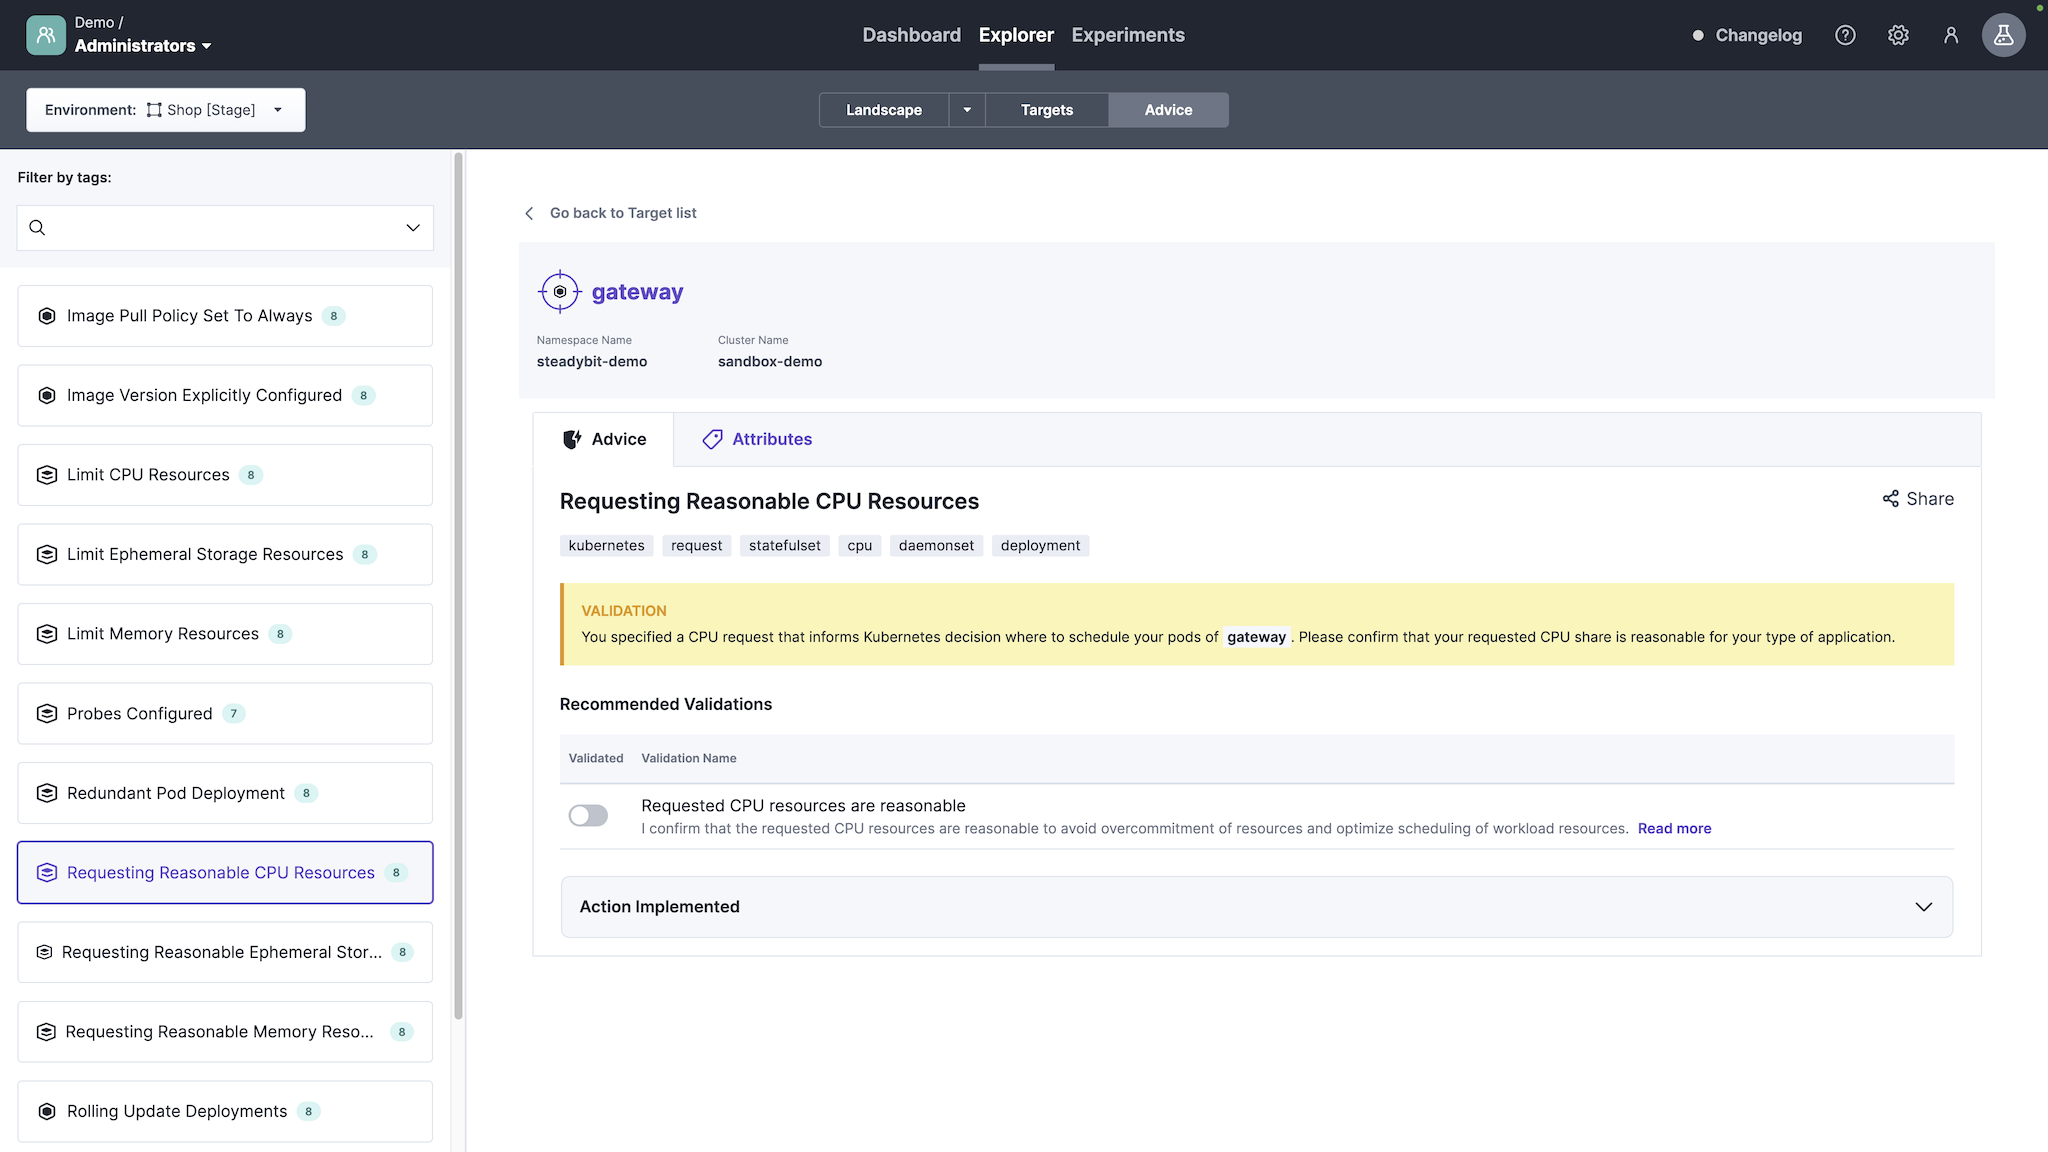 Demo /
Administrators
Dashboard Explorer Experiments
Changelog
Environment: Shop [Stage]
Landscape Targets Advice
Filter by tags:
Image Pull Policy Set To Always 8
Image Version Explicitly Configured 8
Limit CPU Resources 8
Limit Ephemeral Storage Resources 8
Limit Memory Resources 8
Probes Configured 7
Redundant Pod Deployment 8
Requesting Reasonable CPU Resources 8
Requesting Reasonable Ephemeral Stor... 8
Requesting Reasonable Memory Reso... 8
Rolling Update Deployments 8
Go back to Target list
gateway
Namespace Name Cluster Name
steadybit-demo sandbox-demo
Advice Attributes
Requesting Reasonable CPU Resources
Share
kubernetes request statefulset cpu daemonset deployment
VALIDATION
You specified a CPU request that informs Kubernetes decision where to schedule your pods of gateway . Please confirm that your requested CPU share is reasonable for your type of application.
Recommended Validations
Validated Validation Name
Requested CPU resources are reasonable
I confirm that the requested CPU resources are reasonable to avoid overcommitment of resources and optimize scheduling of workload resources. Read more
Action Implemented